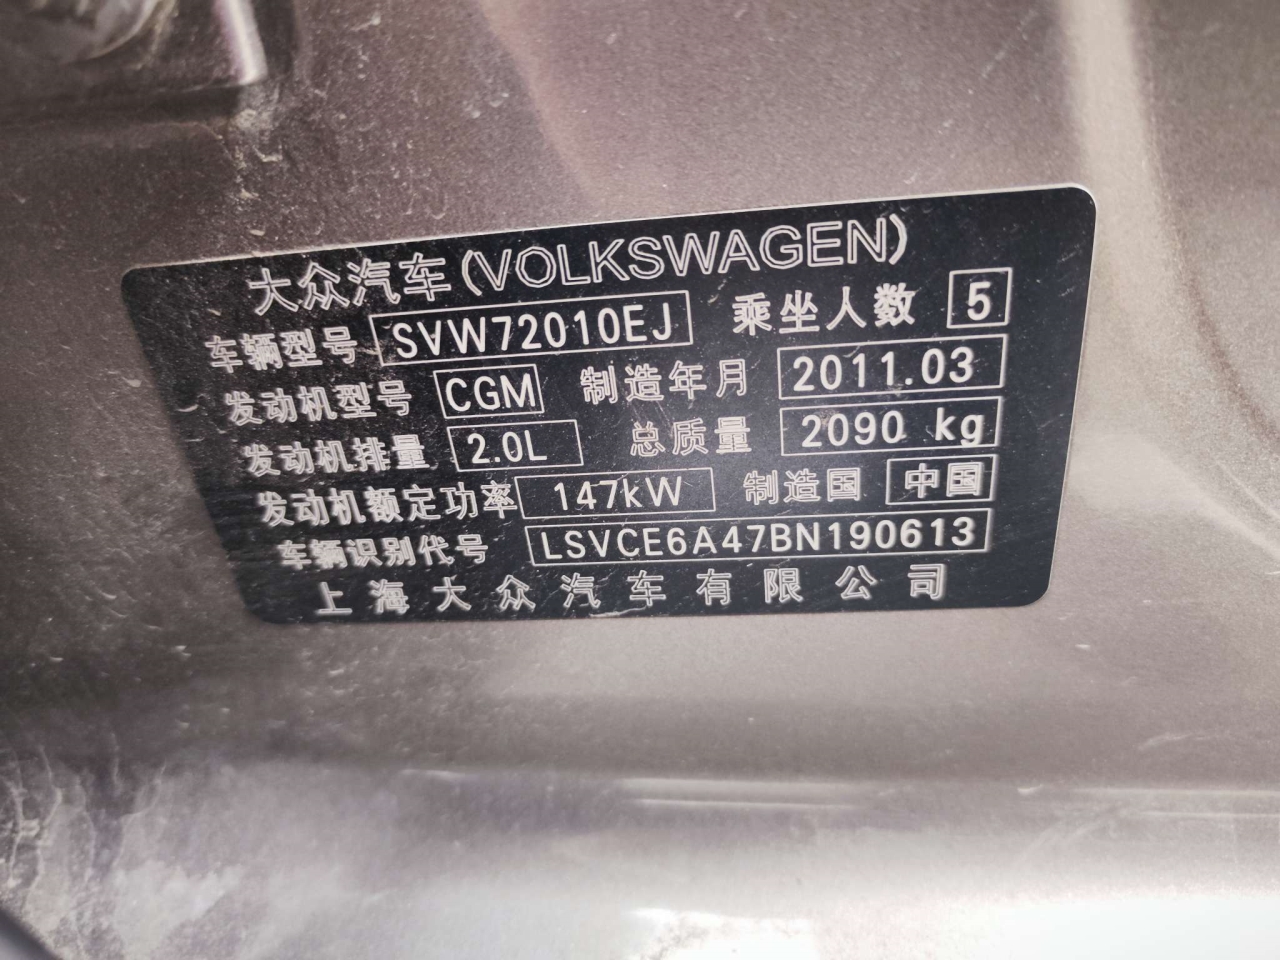 大众汽车(VOLKSWAGEN)
车辆型号 SVW72010EJ 乘坐人数 5
发动机型号 CGM 制造年月 2011.03
发动机排量 2.0L 总质量 2090 kg
发动机额定功率 147kW 制造国 中国
车辆识别代号 LSVCE6A47BN190613
上海大众汽车有限公司